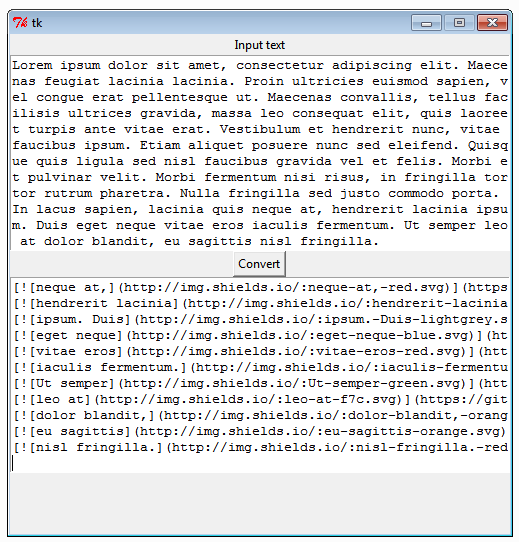 tk
Input text
Lorem ipsum dolor sit amet, consectetur adipiscing elit. Maece
nas feugiat lacinia lacinia. Proin ultricies euismod sapien, v
el congue erat pellentesque ut. Maecenas convallis, tellus fac
ilisis ultrices gravida, massa leo consequat elit, quis laoree
t turpis ante vitae erat. Vestibulum et hendrerit nunc, vitae
faucibus ipsum. Etiam aliquet posuere nunc sed eleifend. Quisq
ue quis ligula sed nisl faucibus gravida vel et felis. Morbi e
t pulvinar velit. Morbi fermentum nisi risus, in fringilla tor
tor rutrum pharetra. Nulla fringilla sed justo commodo porta.
In lacus sapien, lacinia quis neque at, hendrerit lacinia ipsu
m. Duis eget neque vitae eros iaculis fermentum. Ut semper leo
at dolor blandit, eu sagittis nisl fringilla.
Convert
[![neque at,](http://img.shields.io/:neque-at,-red.svg)](https
[![hendrerit lacinia](http://img.shields.io/:hendrerit-lacinia
[![ipsum. Duis](http://img.shields.io/:ipsum.-Duis-lightgrey.s
[![eget neque](http://img.shields.io/:eget-neque-blue.svg)](ht
[![vitae eros](http://img.shields.io/:vitae-eros-red.svg)](htt
[![iaculis fermentum.](http://img.shields.io/:iaculis-fermentu
[![Ut semper](http://img.shields.io/:Ut-semper-green.svg)](htt
[![leo at](http://img.shields.io/:leo-at-f7c.svg)](https://git
[![dolor blandit,](http://img.shields.io/:dolor-blandit,-orang
[![eu sagittis](http://img.shields.io/:eu-sagittis-orange.svg)
[![nisl fringilla.](http://img.shields.io/:nisl-fringilla.-red